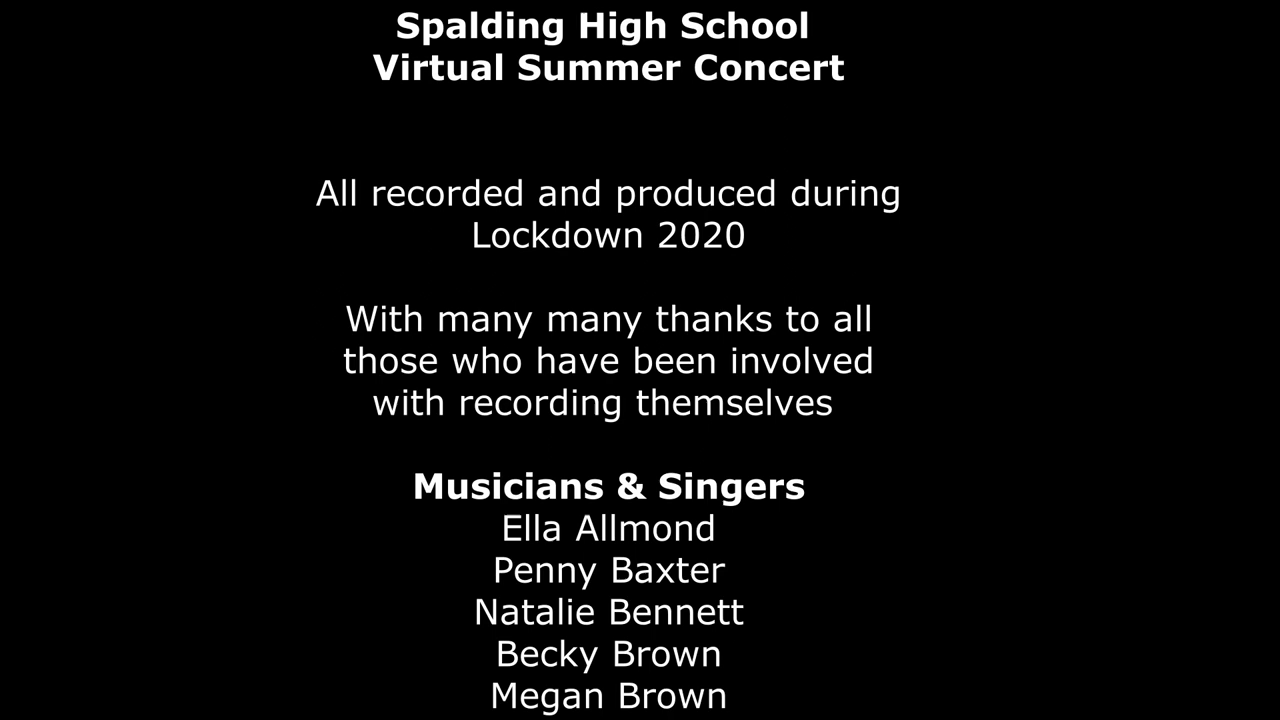 Spalding High School
Virtual Summer Concert
All recorded and produced during
Lockdown 2020
With many many thanks to all
those who have been involved
with recording themselves
Musicians & Singers
Ella Allmond
Penny Baxter
Natalie Bennett
Becky Brown
Megan Brown